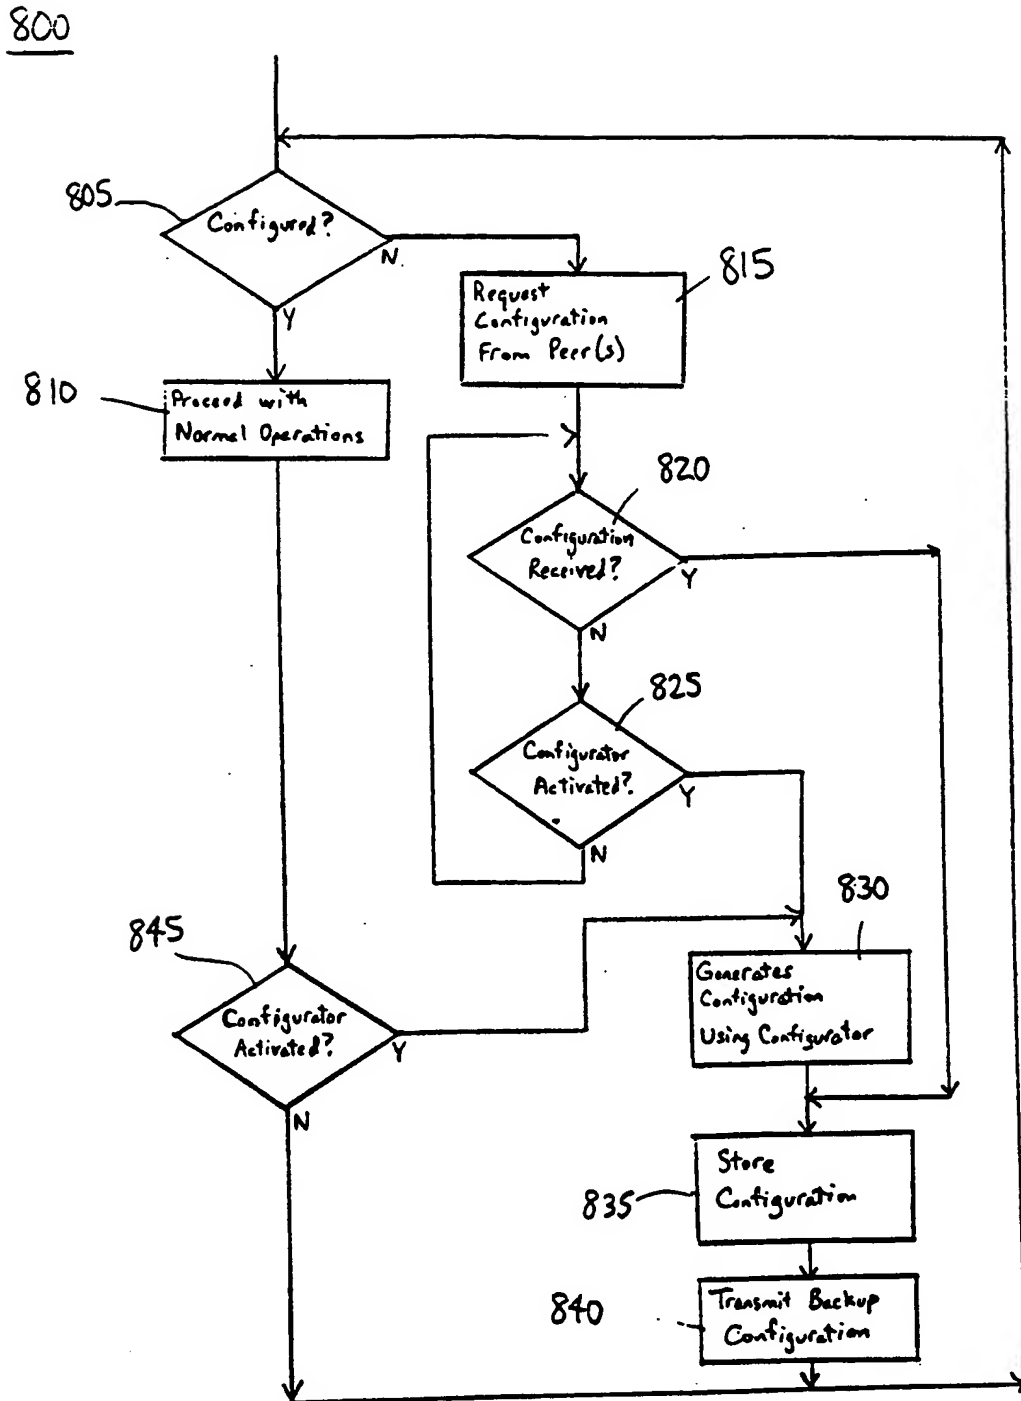 800
805
Configured?
N
Y
815
Request
Configuration
From Peer(s)
810
Proceed with
Normal Operations
820
Configuration
Received?
Y
N
825
Configurator
Activated?
Y
N
830
Generates
Configuration
Using Configurator
845
Configurator
Activated?
Y
N
835
Store
Configuration
840
Transmit Backup
Configuration